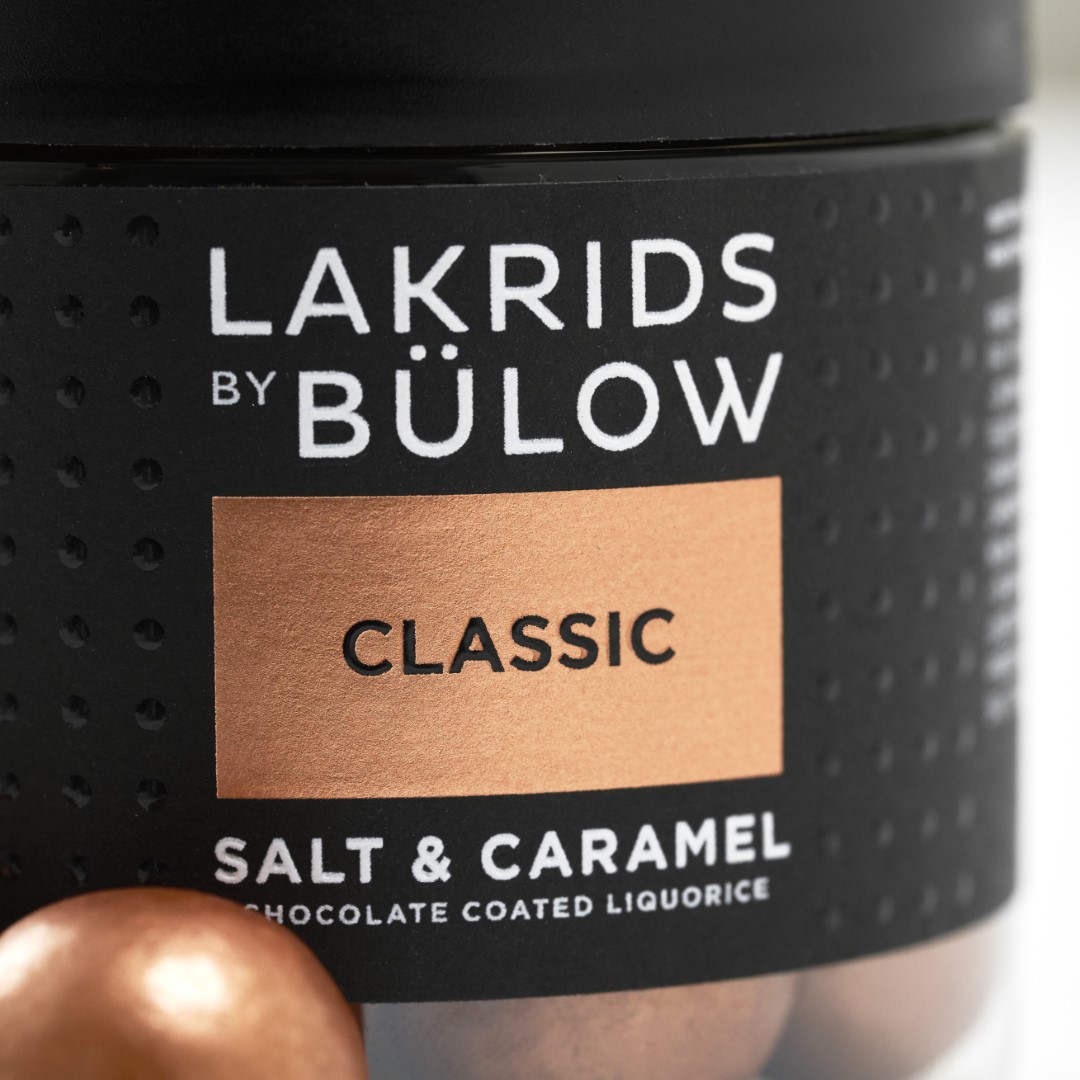 LAKRIDS
BY BÜLOW
CLASSIC
SALT & CARAMEL
CHOCOLATE COATED LIQUORICE